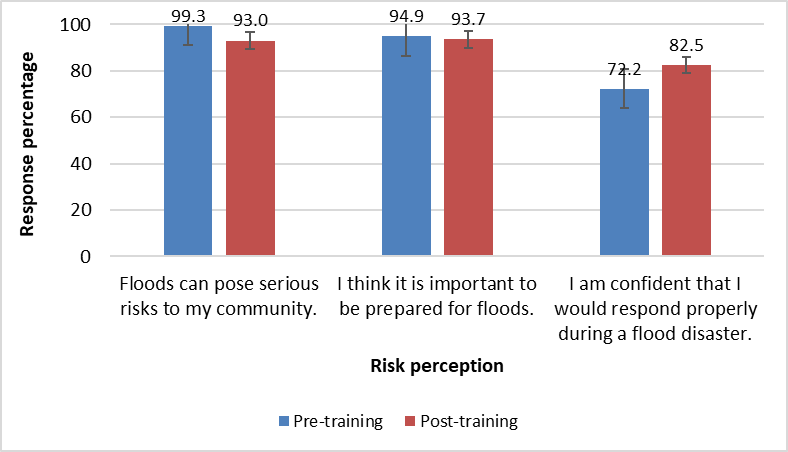 99.3
93.0
94.9
93.7
72.2
82.5
100
80
60
40
20
0
Response percentage
Floods can pose serious
risks to my community.
I think it is important to
be prepared for floods.
I am confident that I
would respond properly
during a flood disaster.
Risk perception
Pre-training
Post-training